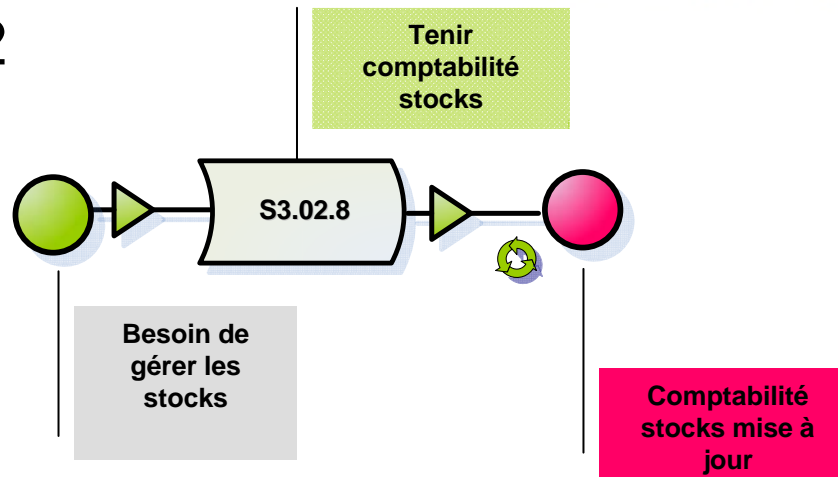 2
Tenir
comptabilité
stocks
S3.02.8
Besoin de
gérer les
stocks
Comptabilité
stocks mise à
jour